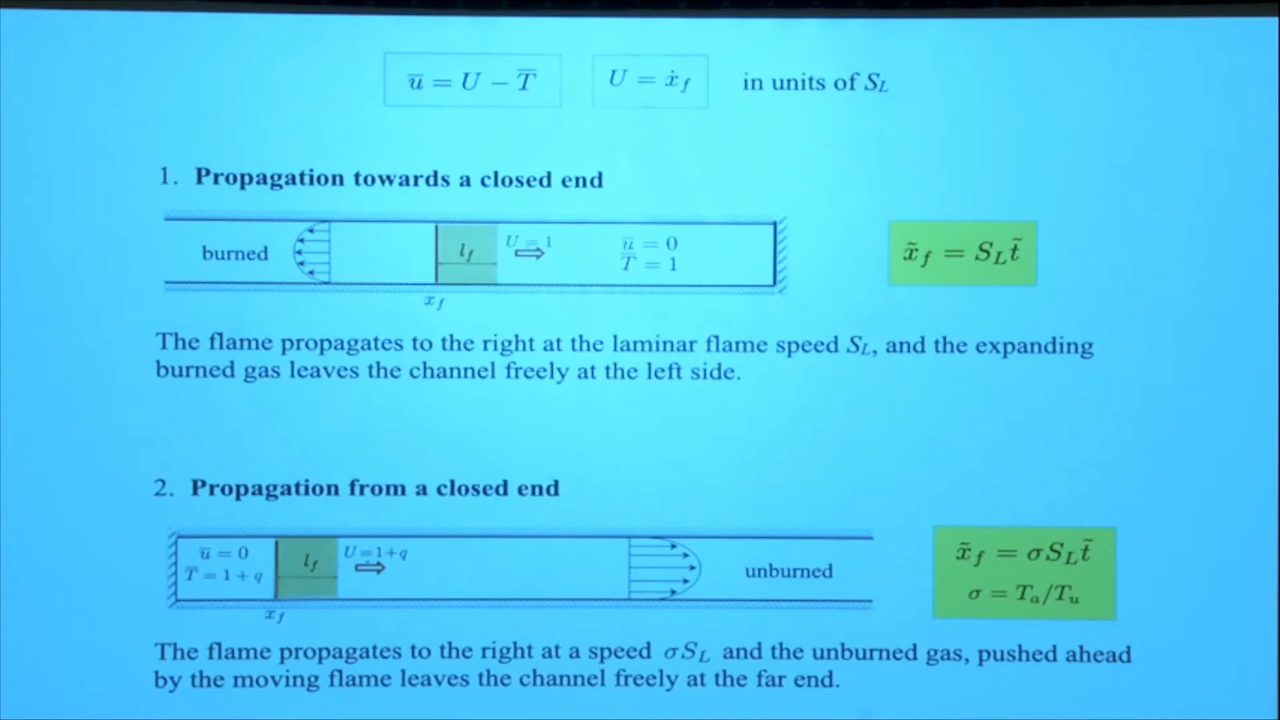 u̅ = U − T̅ U = ẋ_f in units of S_L
1. Propagation towards a closed end
burned l_f U = 1 u̅ = 0 x̃_f = S_L t̃
T̅ = 1
x_f
The flame propagates to the right at the laminar flame speed S_L, and the expanding
burned gas leaves the channel freely at the left side.
2. Propagation from a closed end
u̅ = 0 l_f U = 1+q x̃_f = σS_L t̃
T̅ = 1 + q unburned
σ = T_a/T_u
x_f
The flame propagates to the right at a speed σS_L and the unburned gas, pushed ahead
by the moving flame leaves the channel freely at the far end.